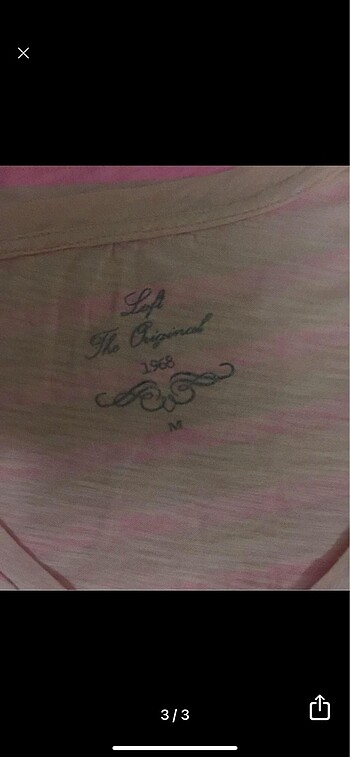 Loft
The Original
1968
M
3/3